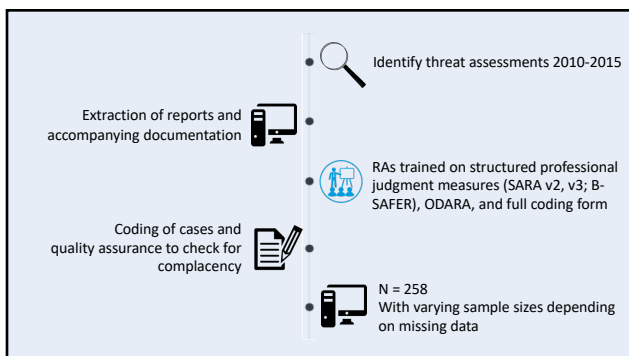 Identify threat assessments 2010-2015
Extraction of reports and
accompanying documentation
RAs trained on structured professional
judgment measures (SARA v2, v3; B-
SAFER), ODARA, and full coding form
Coding of cases and
quality assurance to check for
complacency
N = 258
With varying sample sizes depending
on missing data